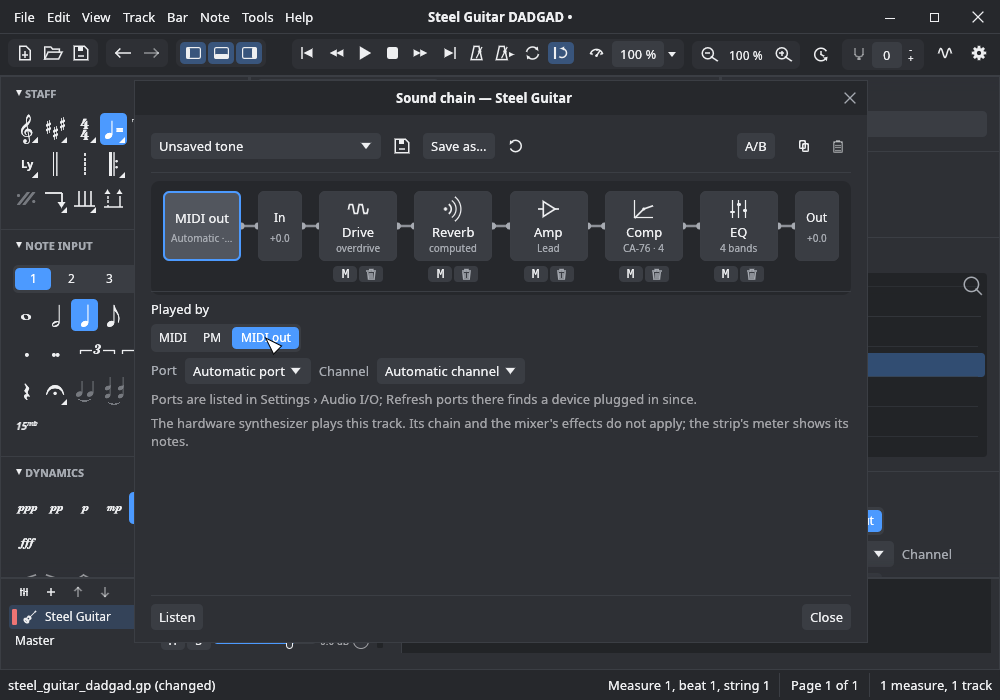 File Edit View Track Bar Note Tools Help
Steel Guitar DADGAD •
100 %
100 %
0
STAFF
Sound chain — Steel Guitar
Unsaved tone
Save as...
A/B
Ly
MIDI out
Automatic ·...
In
+0.0
Drive
overdrive
Reverb
computed
Amp
Lead
Comp
CA-76 · 4
EQ
4 bands
Out
+0.0
M
M
M
M
M
NOTE INPUT
1 2 3
Played by
MIDI PM MIDI out
3
Port Automatic port Channel Automatic channel
Ports are listed in Settings › Audio I/O; Refresh ports there finds a device plugged in since.
The hardware synthesizer plays this track. Its chain and the mixer's effects do not apply; the strip's meter shows its
notes.
15mb
DYNAMICS
ppp pp p mp
fff
Channel
Steel Guitar
Listen
Close
Master
steel_guitar_dadgad.gp (changed)
Measure 1, beat 1, string 1
Page 1 of 1
1 measure, 1 track